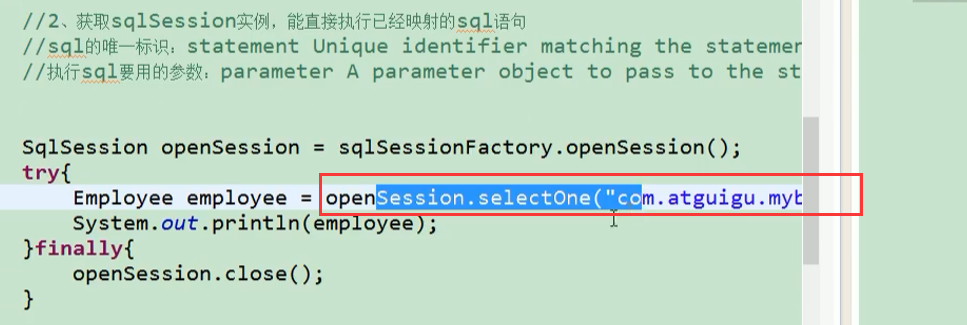 //2、获取sqlSession实例，能直接执行已经映射的sql语句
//sql的唯一标识：statement Unique identifier matching the
//执行sql要用的参数：parameter A parameter object to pass to the
SqlSession openSession = sqlSessionFactory.openSession();
try{
Employee employee = openSession.selectOne("com.atguigu.myb
System.out.println(employee);
}finally{
openSession.close();
}